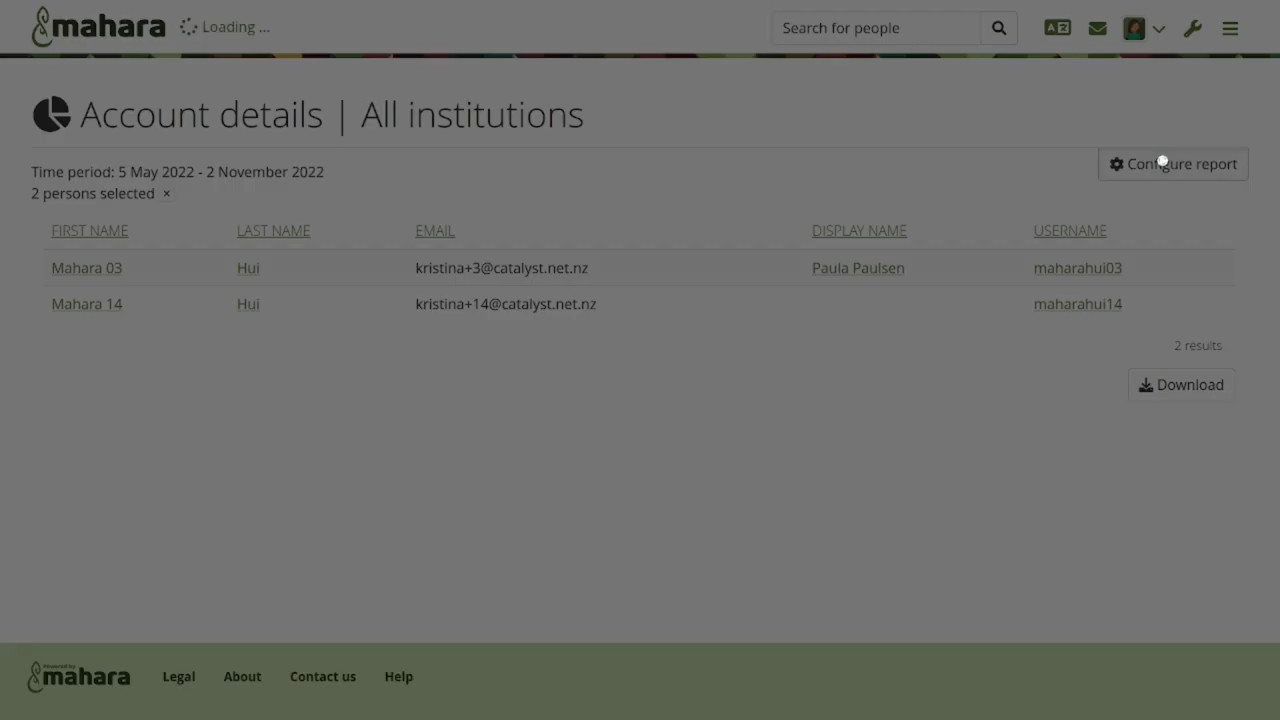 mahara
Loading ...
Search for people
Account details | All institutions
Time period: 5 May 2022 - 2 November 2022
Configure report
2 persons selected ×
FIRST NAME LAST NAME EMAIL DISPLAY NAME USERNAME
Mahara 03 Hui kristina+3@catalyst.net.nz Paula Paulsen maharahui03
Mahara 14 Hui kristina+14@catalyst.net.nz maharahui14
2 results
Download
Powered by
mahara
Legal About Contact us Help